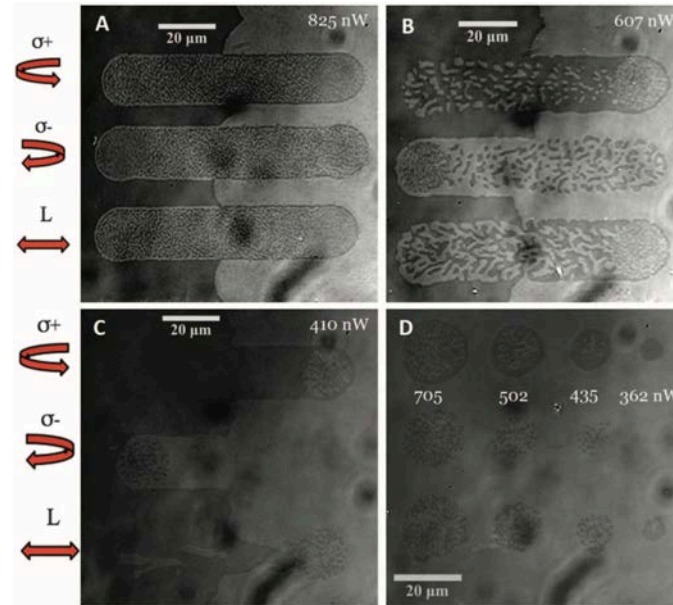 A 825 nW
20 µm
B 607 nW
20 µm
σ+
σ-
L
C 410 nW
20 µm
D
705 502 435 362 nW
20 µm
σ+
σ-
L